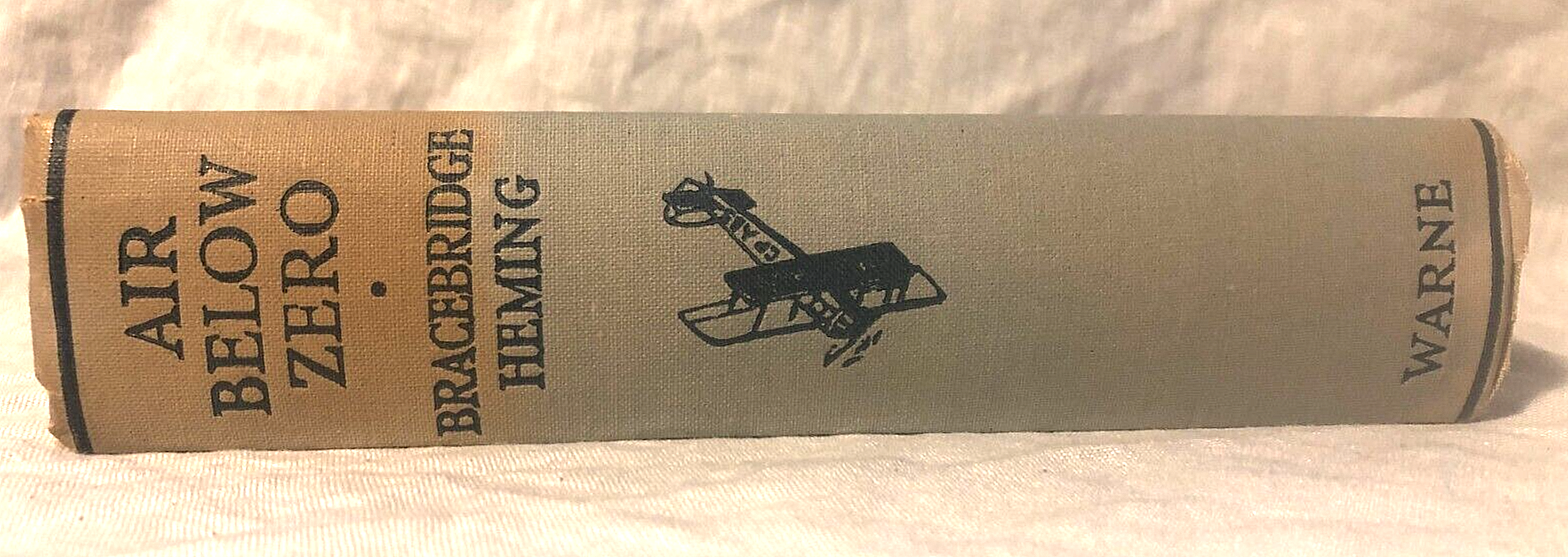 AIR
BELOW
ZERO
•
BRACEBRIDGE
HEMING
WARNE